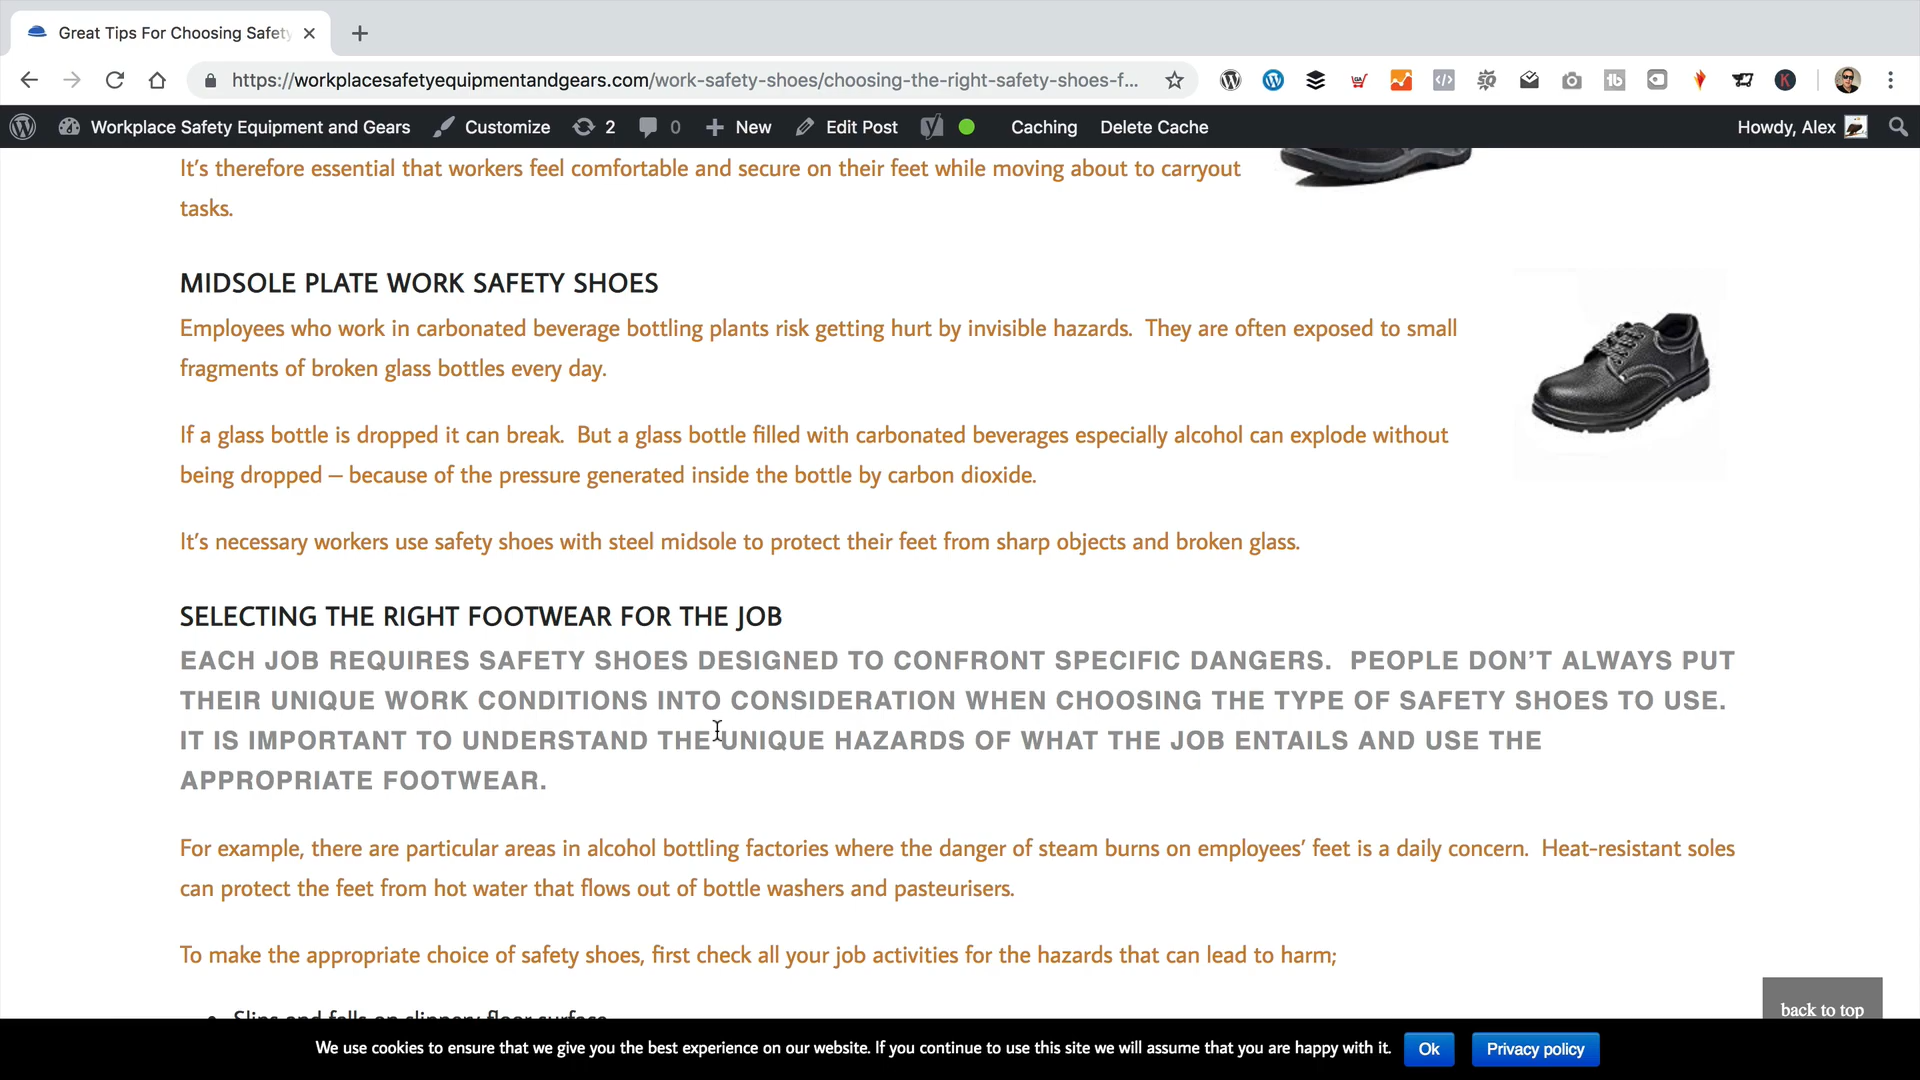 Great Tips For Choosing Safety
https://workplacesafetyequipmentandgears.com/work-safety-shoes/choosing-the-right-safety-shoes-f...
Workplace Safety Equipment and Gears Customize 2 0 New Edit Post Caching Delete Cache Howdy, Alex
It’s therefore essential that workers feel comfortable and secure on their feet while moving about to carryout
tasks.
MIDSOLE PLATE WORK SAFETY SHOES
Employees who work in carbonated beverage bottling plants risk getting hurt by invisible hazards. They are often exposed to small
fragments of broken glass bottles every day.
If a glass bottle is dropped it can break. But a glass bottle filled with carbonated beverages especially alcohol can explode without
being dropped – because of the pressure generated inside the bottle by carbon dioxide.
It’s necessary workers use safety shoes with steel midsole to protect their feet from sharp objects and broken glass.
SELECTING THE RIGHT FOOTWEAR FOR THE JOB
EACH JOB REQUIRES SAFETY SHOES DESIGNED TO CONFRONT SPECIFIC DANGERS. PEOPLE DON’T ALWAYS PUT
THEIR UNIQUE WORK CONDITIONS INTO CONSIDERATION WHEN CHOOSING THE TYPE OF SAFETY SHOES TO USE.
IT IS IMPORTANT TO UNDERSTAND THE UNIQUE HAZARDS OF WHAT THE JOB ENTAILS AND USE THE
APPROPRIATE FOOTWEAR.
For example, there are particular areas in alcohol bottling factories where the danger of steam burns on employees’ feet is a daily concern. Heat-resistant soles
can protect the feet from hot water that flows out of bottle washers and pasteurisers.
To make the appropriate choice of safety shoes, first check all your job activities for the hazards that can lead to harm;
Slips and falls on slippery floor surface
back to top
We use cookies to ensure that we give you the best experience on our website. If you continue to use this site we will assume that you are happy with it. Ok Privacy policy